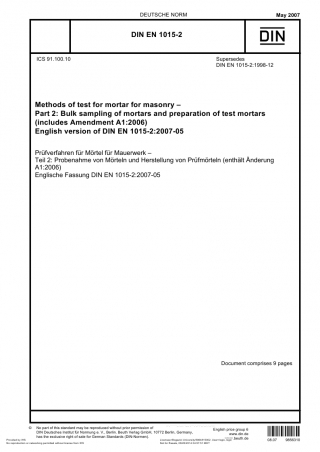 DEUTSCHE NORM
May 2007
DIN EN 1015-2
DIN
ICS 91.100.10
Supersedes
DIN EN 1015-2:1998-12
Methods of test for mortar for masonry –
Part 2: Bulk sampling of mortars and preparation of test mortars
(includes Amendment A1:2006)
English version of DIN EN 1015-2:2007-05
Prüfverfahren für Mörtel für Mauerwerk –
Teil 2: Probenahme von Mörteln und Herstellung von Prüfmörteln (enthält Änderung
A1:2006)
Englische Fassung DIN EN 1015-2:2007-05
Document comprises 9 pages
© No part of this standard may be reproduced without prior permission of
DIN Deutsches Institut für Normung e. V., Berlin. Beuth Verlag GmbH, 10772 Berlin, Germany,
has the exclusive right of sale for German Standards (DIN-Normen).
English price group 8
www.din.de
www.beuth.de